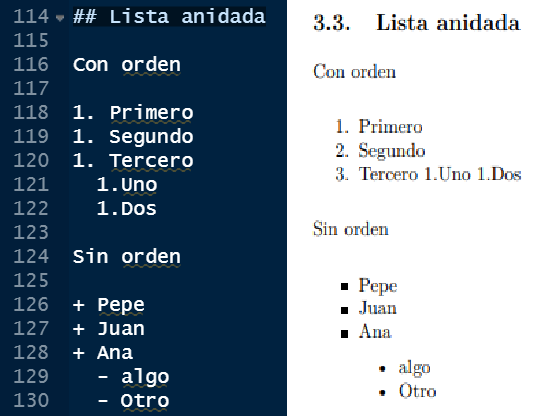 114 ## Lista anidada
115
116 Con orden
117
118 1. Primero
119 1. Segundo
120 1. Tercero
121 1.Uno
122 1.Dos
123
124 Sin orden
125
126 + Pepe
127 + Juan
128 + Ana
129 - algo
130 - Otro
3.3. Lista anidada
Con orden
1. Primero
2. Segundo
3. Tercero 1.Uno 1.Dos
Sin orden
▪ Pepe
▪ Juan
▪ Ana
• algo
• Otro